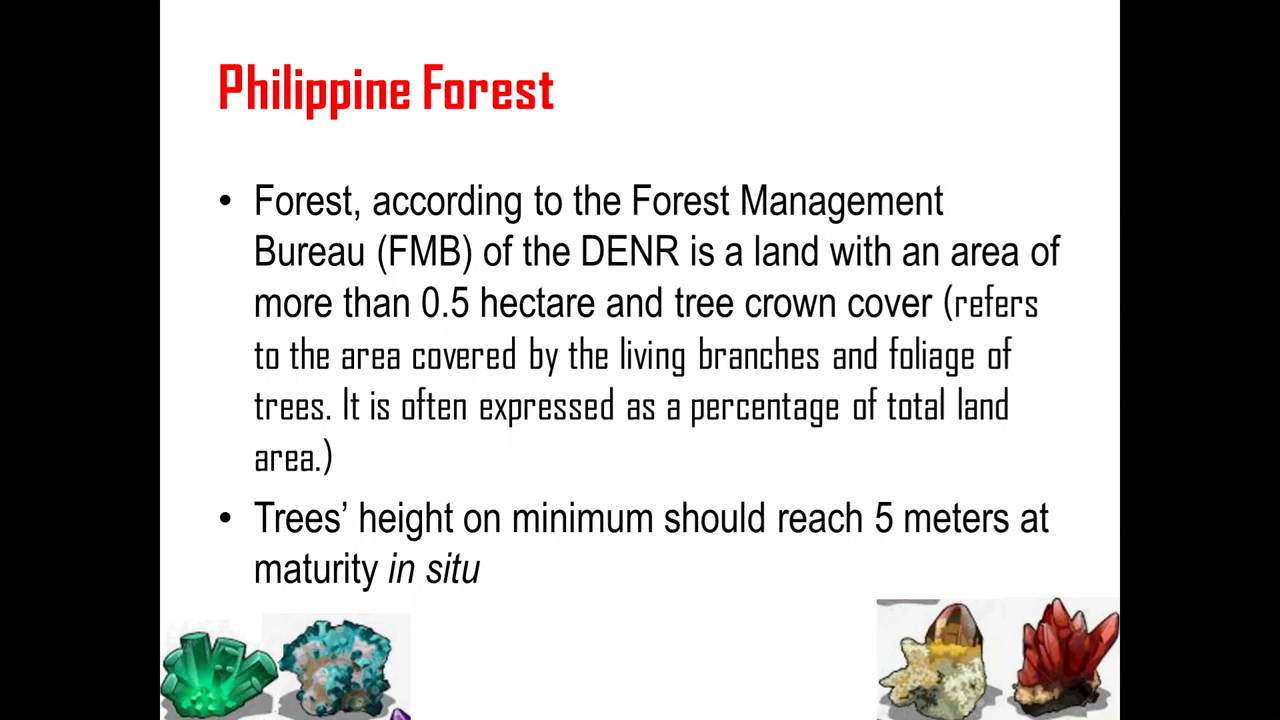 Philippine Forest
• Forest, according to the Forest Management
Bureau (FMB) of the DENR is a land with an area of
more than 0.5 hectare and tree crown cover (refers
to the area covered by the living branches and foliage of
trees. It is often expressed as a percentage of total land
area.)
• Trees’ height on minimum should reach 5 meters at
maturity in situ